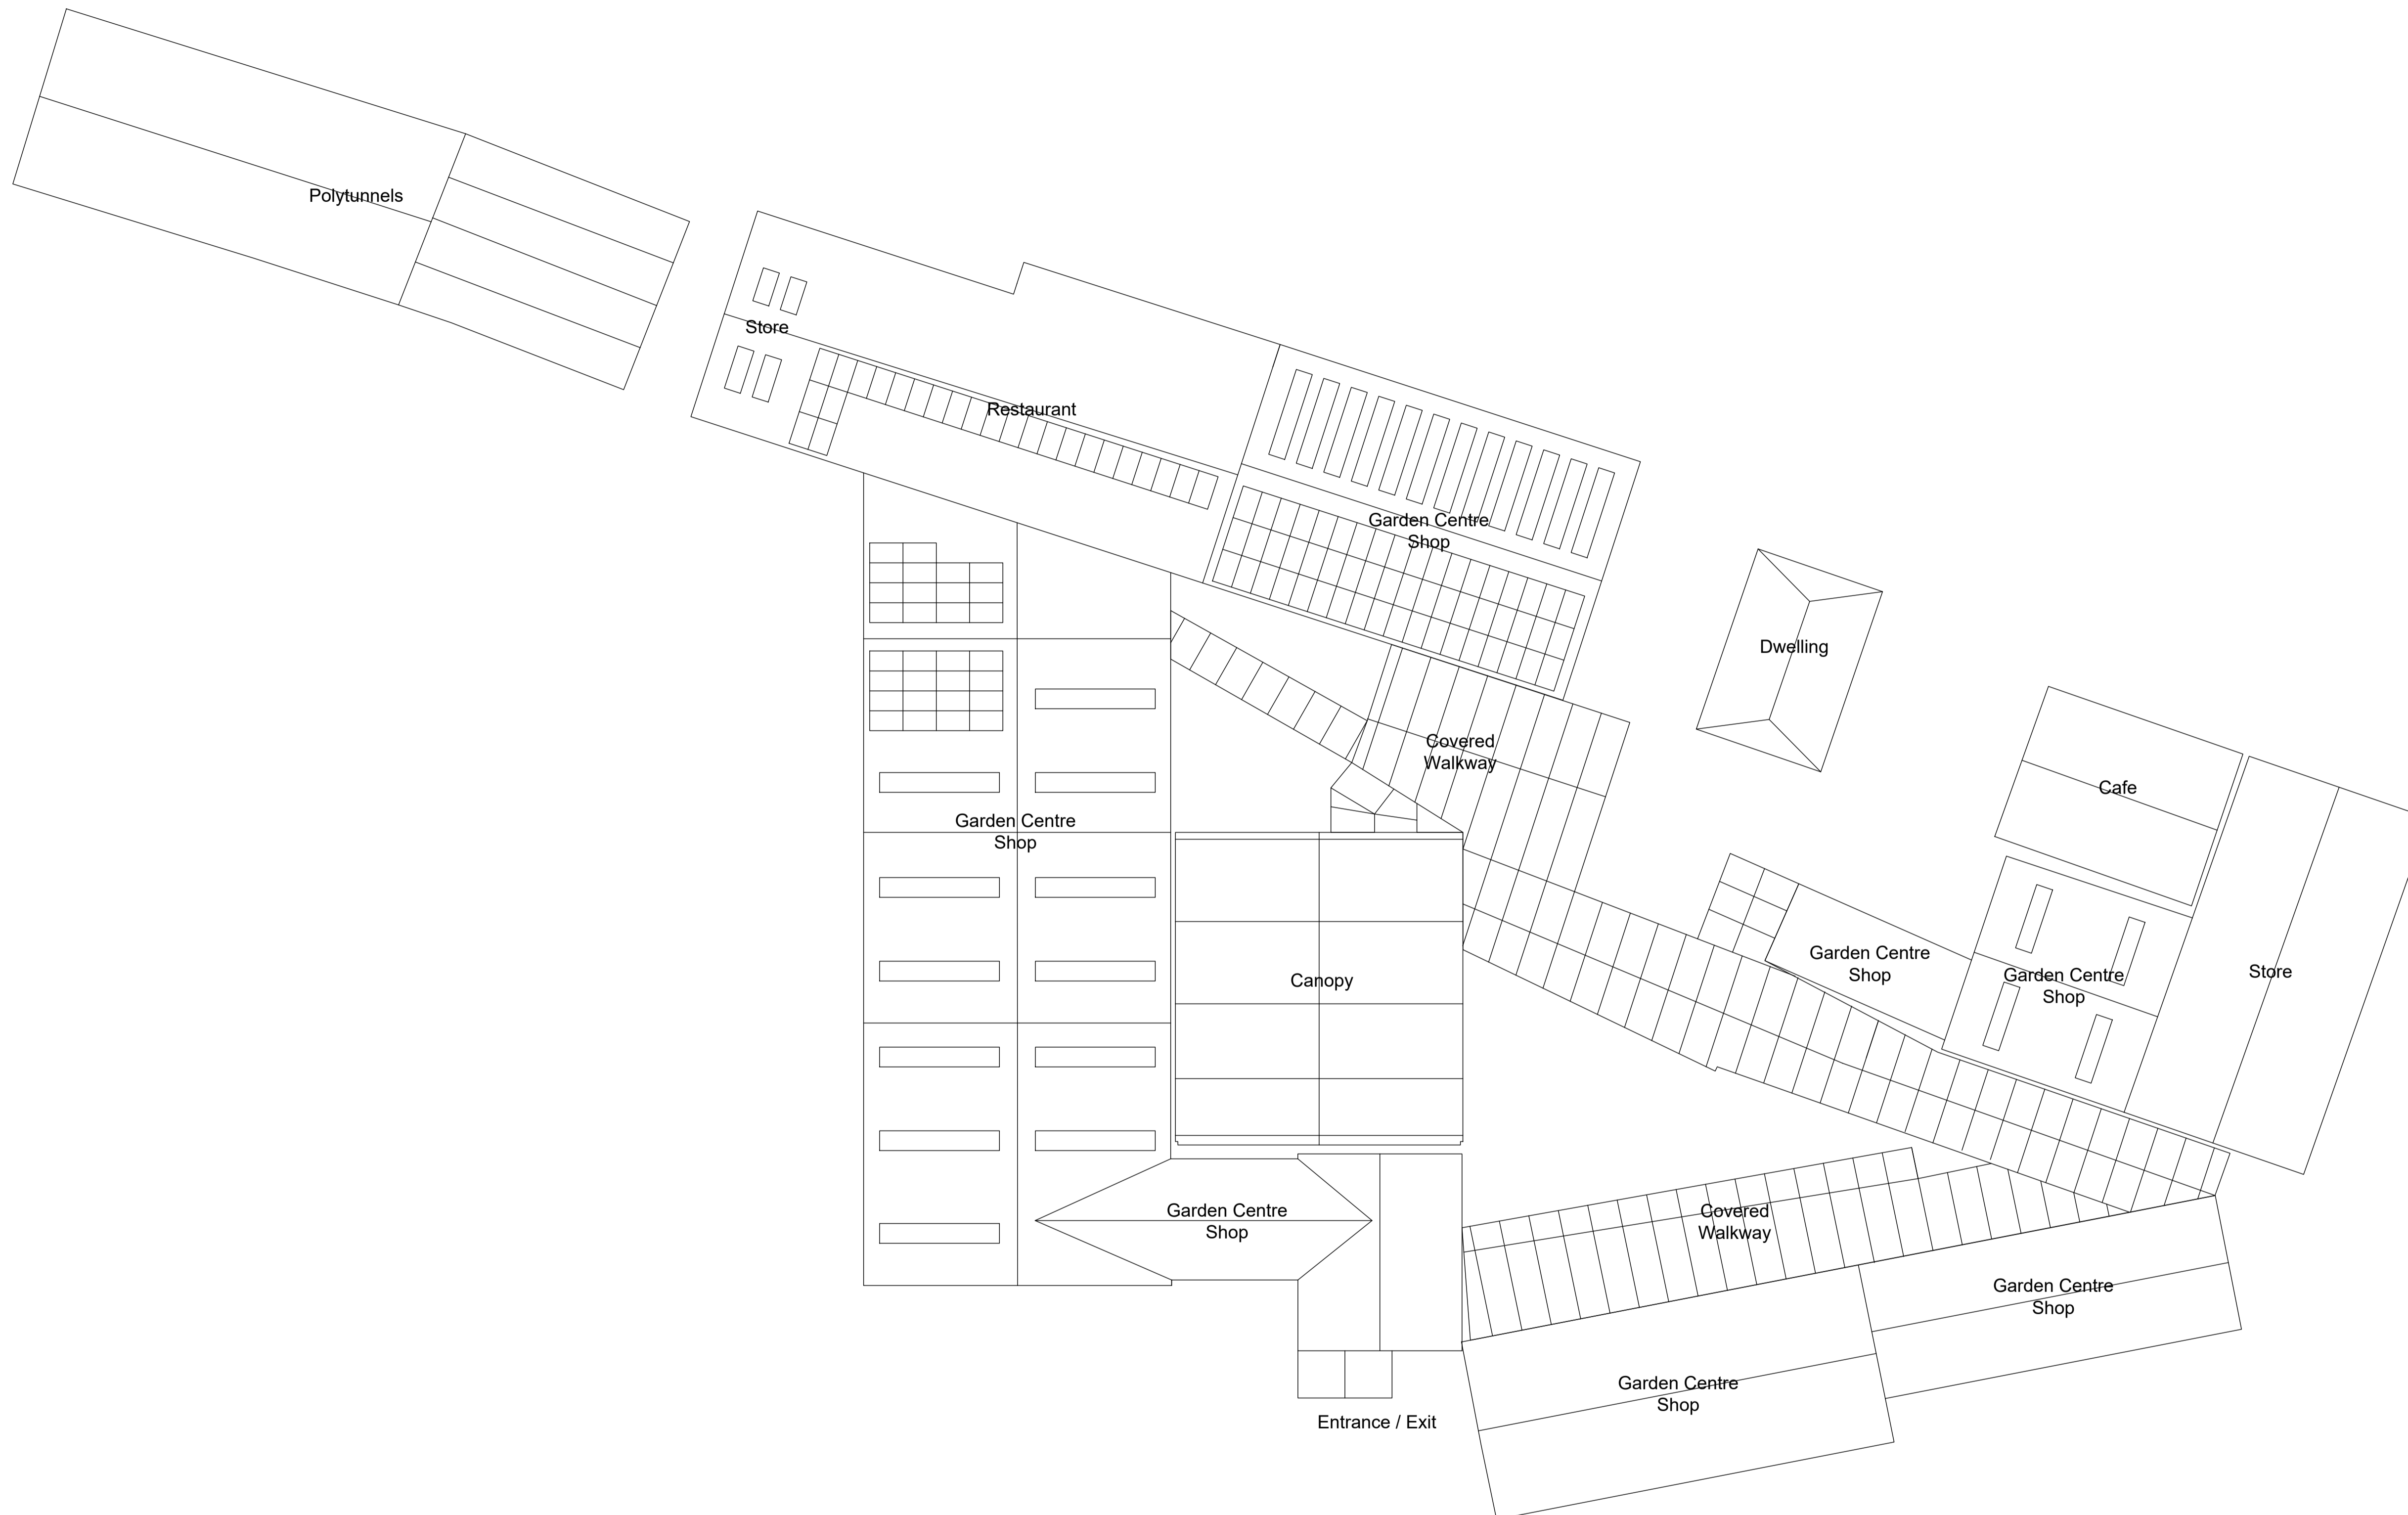 Polytunnels
Store
Restaurant
Garden Centre
Shop
Dwelling
Covered
Walkway
Cafe
Garden Centre
Shop
Garden Centre
Shop
Garden Centre
Shop
Store
Canopy
Garden Centre
Shop
Covered
Walkway
Garden Centre
Shop
Garden Centre
Shop
Entrance / Exit